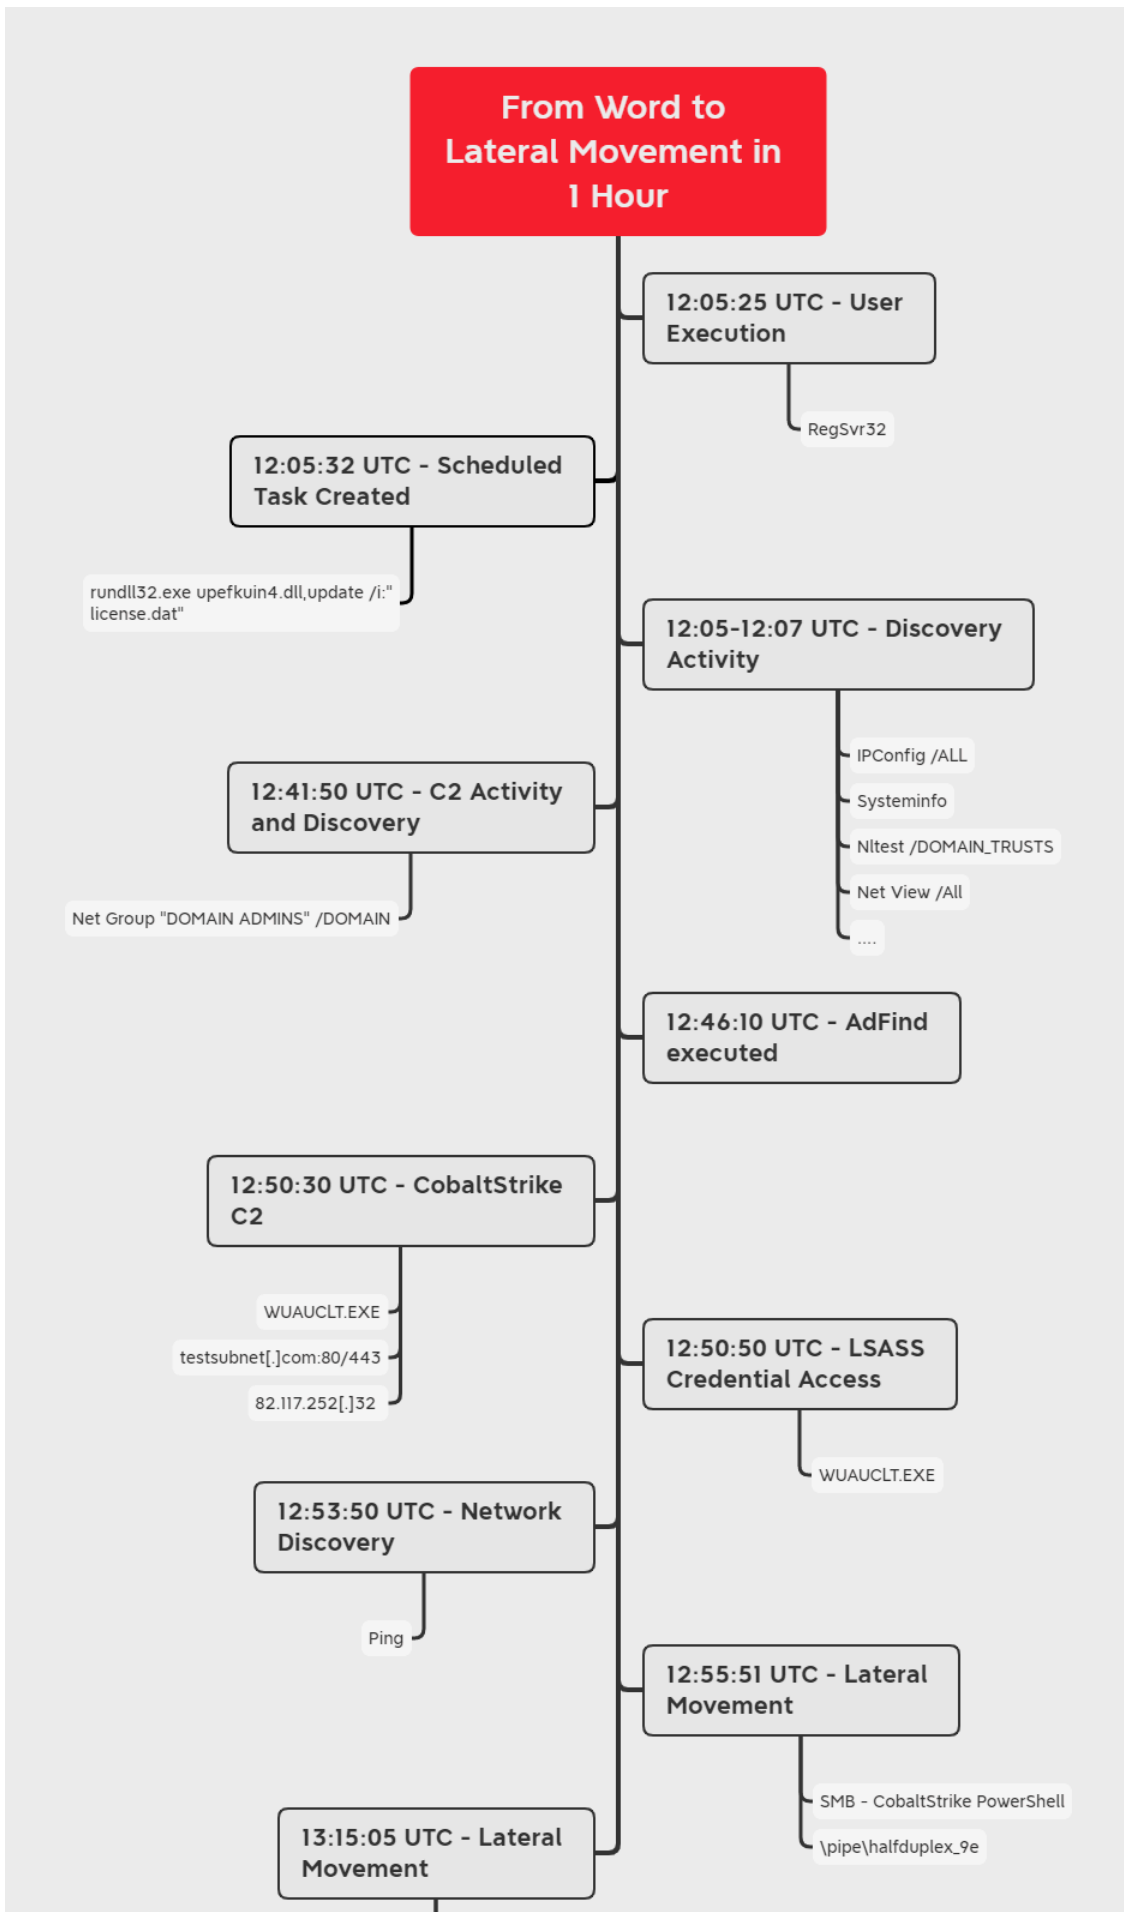 From Word to
Lateral Movement in
1 Hour
12:05:25 UTC - User
Execution
RegSvr32
12:05:32 UTC - Scheduled
Task Created
rundll32.exe upefkuin4.dll,update /i:"
license.dat"
12:05-12:07 UTC - Discovery
Activity
IPConfig /ALL
Systeminfo
Nltest /DOMAIN_TRUSTS
Net View /All
....
12:41:50 UTC - C2 Activity
and Discovery
Net Group "DOMAIN ADMINS" /DOMAIN
12:46:10 UTC - AdFind
executed
12:50:30 UTC - CobaltStrike
C2
WUAUCLT.EXE
testsubnet[.]com:80/443
82.117.252[.]32
12:50:50 UTC - LSASS
Credential Access
WUAUCLT.EXE
12:53:50 UTC - Network
Discovery
Ping
12:55:51 UTC - Lateral
Movement
SMB - CobaltStrike PowerShell
\pipe\halfduplex_9e
13:15:05 UTC - Lateral
Movement